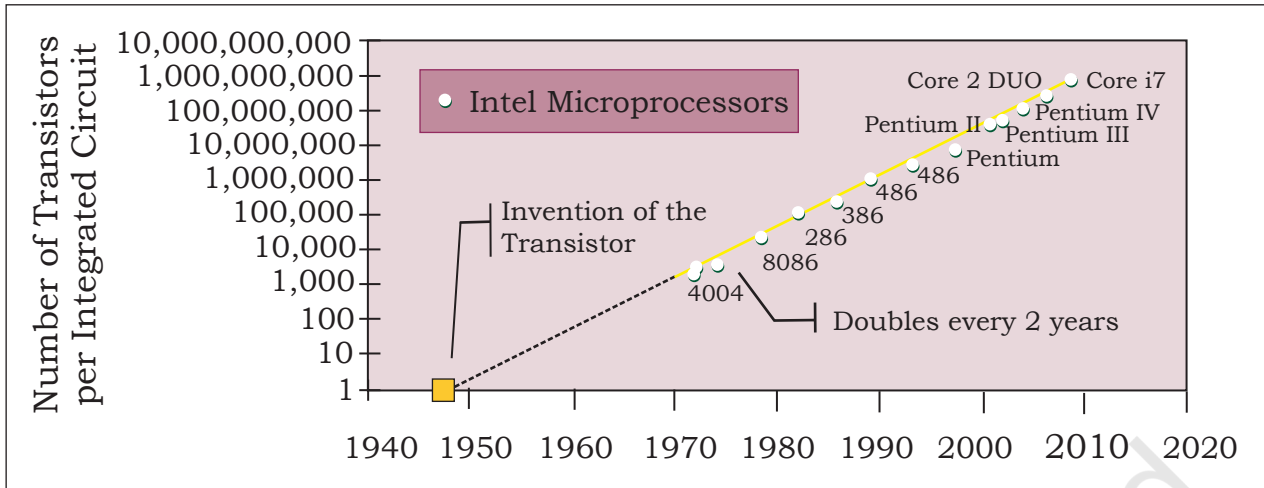 Number of Transistors
per Integrated Circuit
10,000,000,000
1,000,000,000
100,000,000
10,000,000
1,000,000
100,000
10,000
1,000
100
10
1
Intel Microprocessors
Invention of the
Transistor
Core 2 DUO
Core i7
Pentium IV
Pentium II
Pentium III
Pentium
486
486
386
286
8086
4004
Doubles every 2 years
1940 1950 1960 1970 1980 1990 2000 2010 2020
d